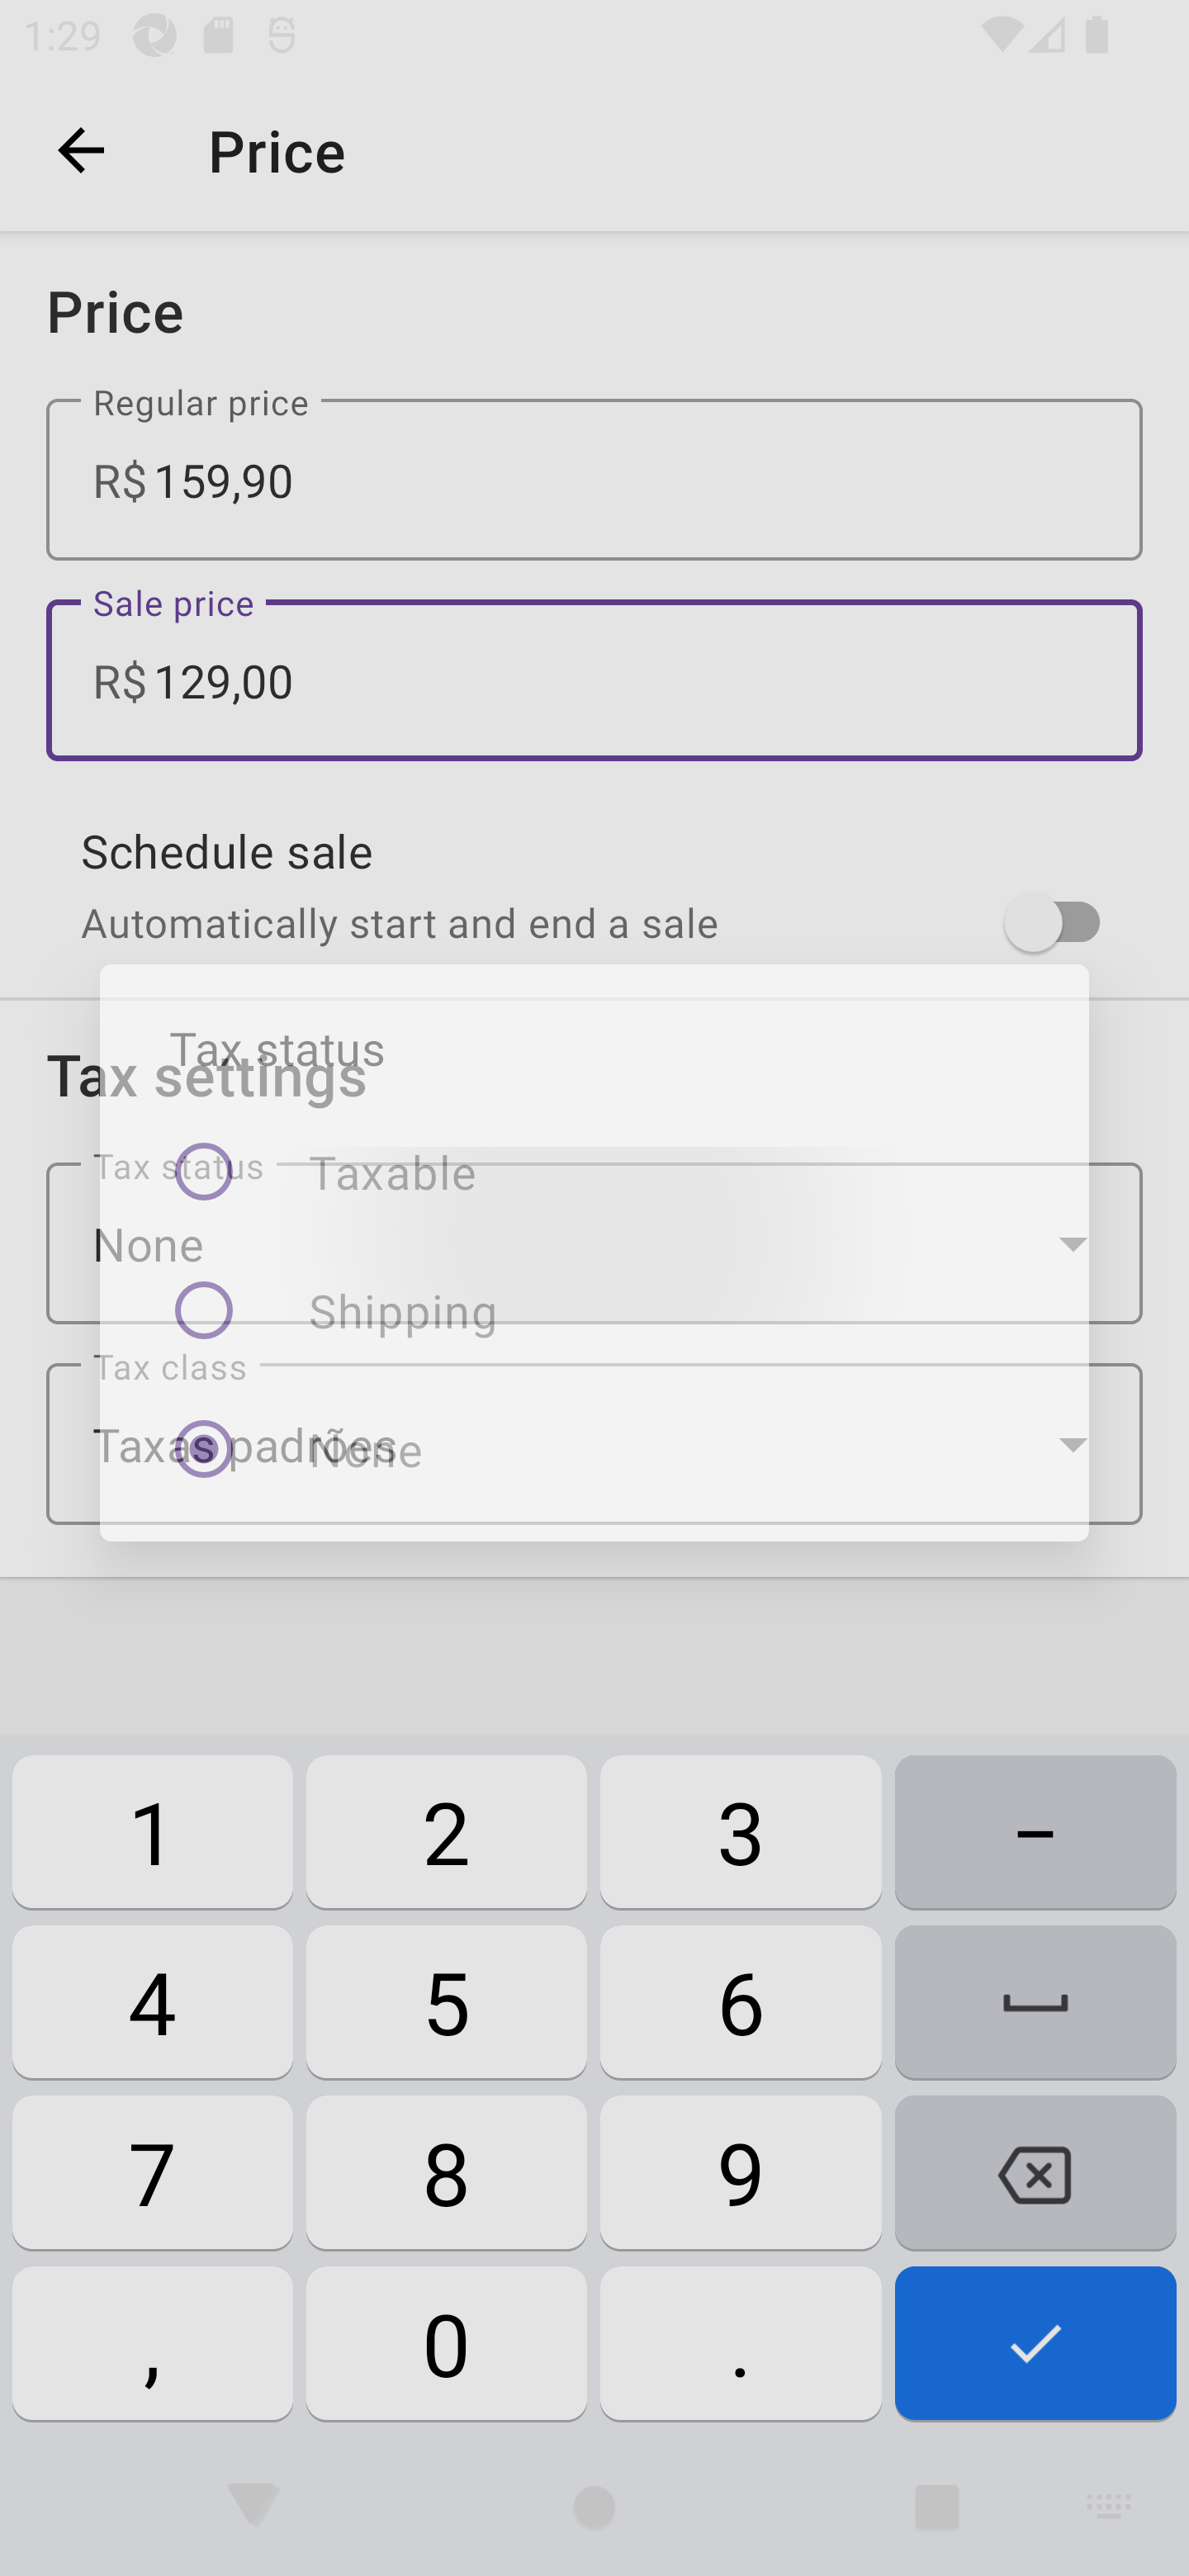 1:29
Price
Price
Regular price
R$ 159,90
Sale price
R$ 129,00
Schedule sale
Automatically start and end a sale
Tax status
Tax settings
Tax status
Taxable
None
Shipping
Tax class
Taxas padrões
None
1 2 3 –
4 5 6
7 8 9
, 0 .